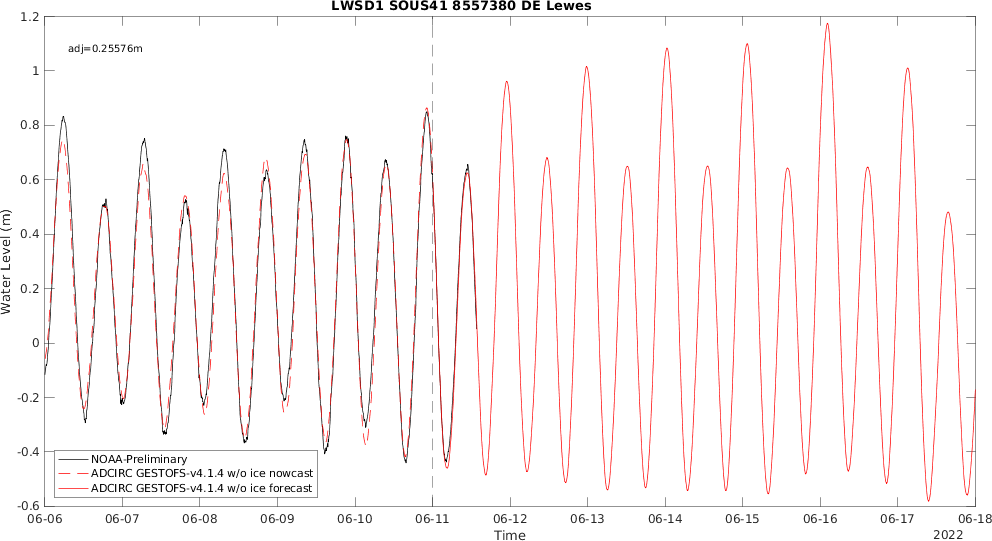 LWSD1 SOUS41 8557380 DE Lewes
adj=0.25576m
1.2
1
0.8
0.6
0.4
0.2
0
-0.2
-0.4
-0.6
Water Level (m)
NOAA-Preliminary
ADCIRC GESTOFS-v4.1.4 w/o ice nowcast
ADCIRC GESTOFS-v4.1.4 w/o ice forecast
06-06 06-07 06-08 06-09 06-10 06-11 06-12 06-13 06-14 06-15 06-16 06-17 06-18
Time
2022